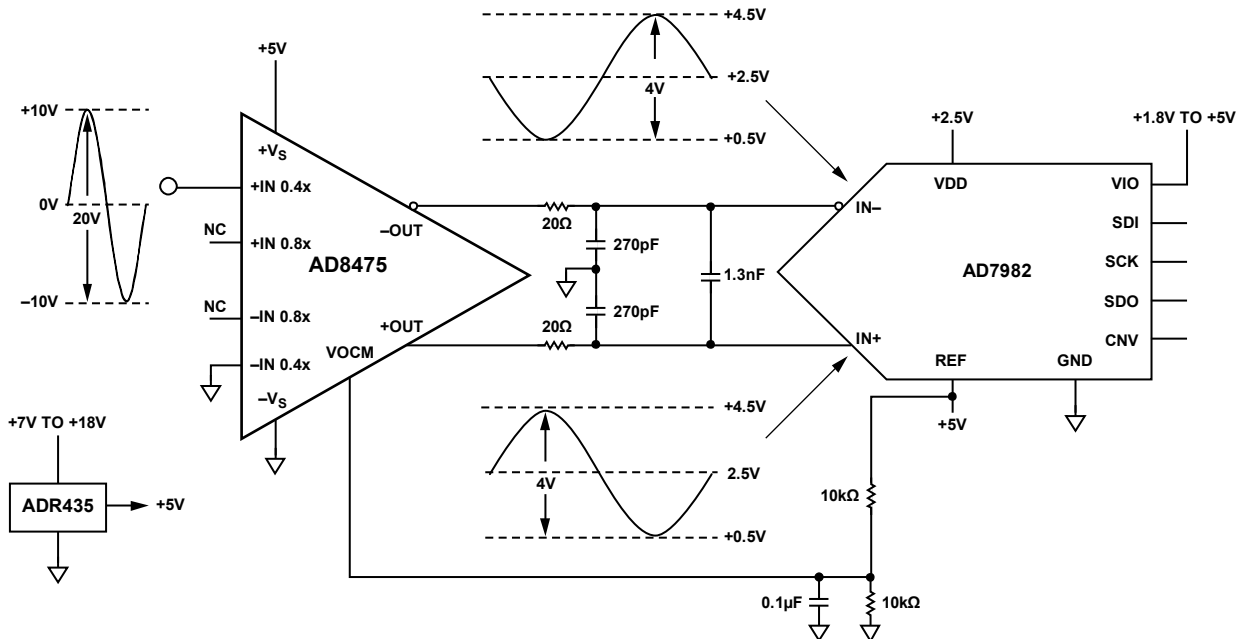 +5V
+10V
0V
20V
–10V
+VS
+IN 0.4x
NC
+IN 0.8x
AD8475
NC
–IN 0.8x
–IN 0.4x
–VS
–OUT
+OUT
VOCM
+7V TO +18V
ADR435
+5V
+4.5V
+2.5V
4V
+0.5V
20Ω
270pF
1.3nF
270pF
20Ω
+4.5V
2.5V
4V
+0.5V
+2.5V
+1.8V TO +5V
VDD
VIO
IN–
SDI
AD7982
SCK
SDO
IN+
CNV
REF
GND
+5V
10kΩ
0.1µF
10kΩ